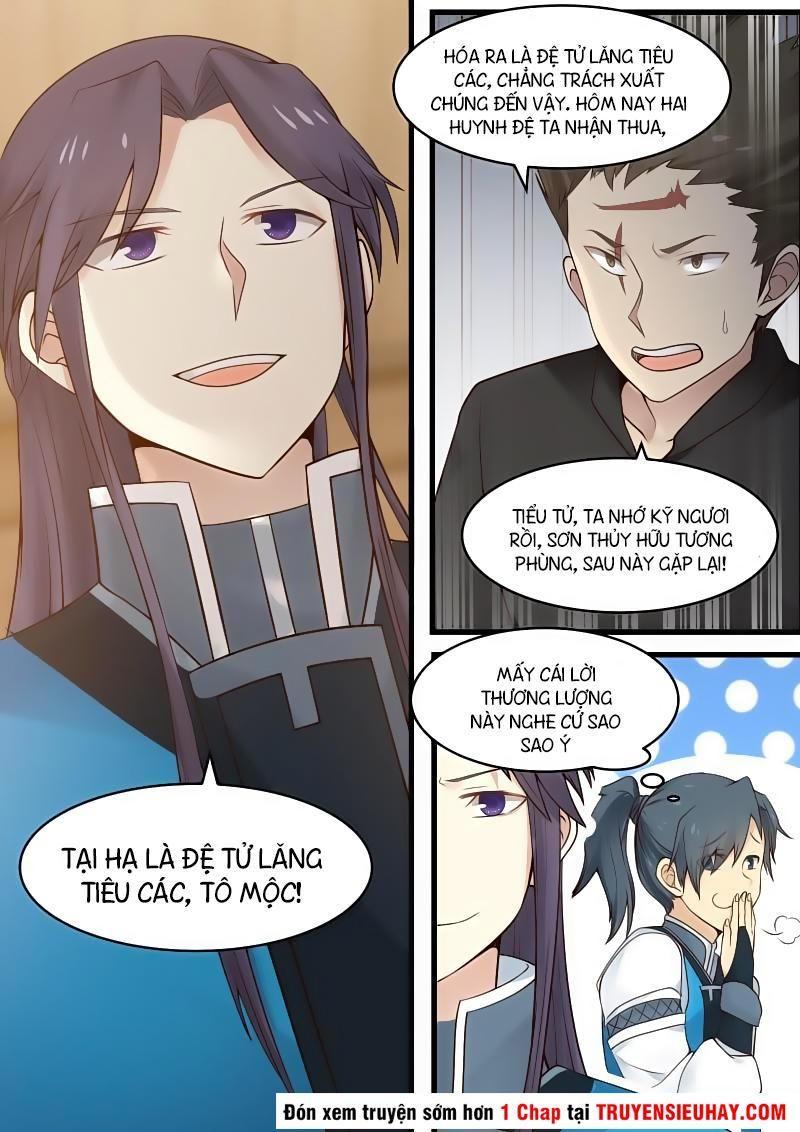 TẠI HẠ LÀ ĐỆ TỬ LĂNG
TIÊU CÁC, TÔ MỘC!
HÓA RA LÀ ĐỆ TỬ LĂNG TIÊU
CÁC, CHẲNG TRÁCH XUẤT
CHÚNG ĐẾN VẬY. HÔM NAY HAI
HUYNH ĐỆ TA NHẬN THUA,
TIỂU TỬ, TA NHỚ KỸ NGƯƠI
RỒI, SƠN THỦY HỮU TƯƠNG
PHÙNG, SAU NÀY GẶP LẠI!
MẤY CÁI LỜI
THƯƠNG LƯỢNG
NÀY NGHE CỨ SAO
SAO Ý
Đón xem truyện sớm hơn 1 Chap tại TRUYENSIEUHAY.COM